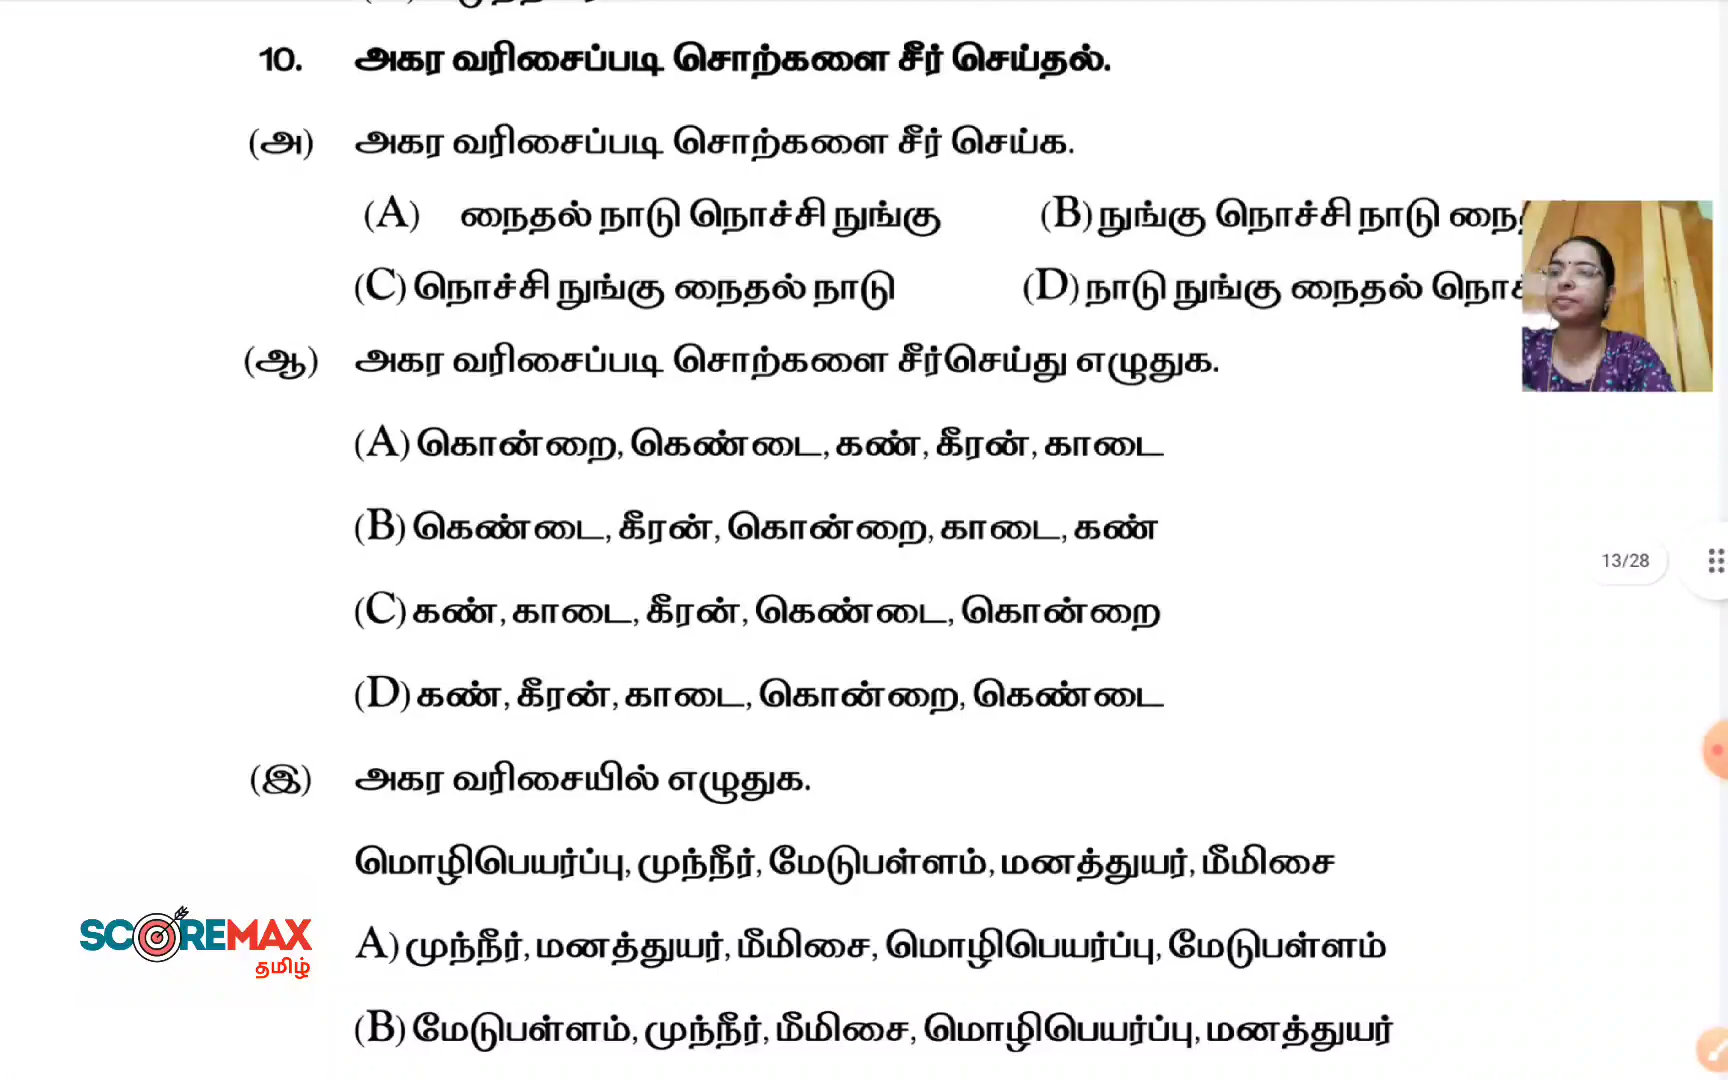 10. அகர வரிசைப்படி சொற்களை சீர் செய்தல்.
(அ) அகர வரிசைப்படி சொற்களை சீர் செய்க.
(A) நைதல் நாடு நொச்சி நுங்கு (B) நுங்கு நொச்சி நாடு
(C) நொச்சி நுங்கு நைதல் நாடு (D) நாடு நுங்கு நைதல்
(ஆ) அகர வரிசைப்படி சொற்களை சீர்செய்து எழுதுக.
(A) கொன்றை, கெண்டை, கண், கீரன், காடை
(B) கெண்டை, கீரன், கொன்றை, காடை, கண்
13/28
(C) கண், காடை, கீரன், கெண்டை, கொன்றை
(D) கண், கீரன், காடை, கொன்றை, கெண்டை
(இ) அகர வரிசையில் எழுதுக.
மொழிபெயர்ப்பு, முந்நீர், மேடுபள்ளம், மனத்துயர், மீமிசை
SCOREMAX
தமிழ்
A) முந்நீர், மனத்துயர், மீமிசை, மொழிபெயர்ப்பு, மேடுபள்ளம்
(B) மேடுபள்ளம், முந்நீர், மீமிசை, மொழிபெயர்ப்பு, மனத்துயர்